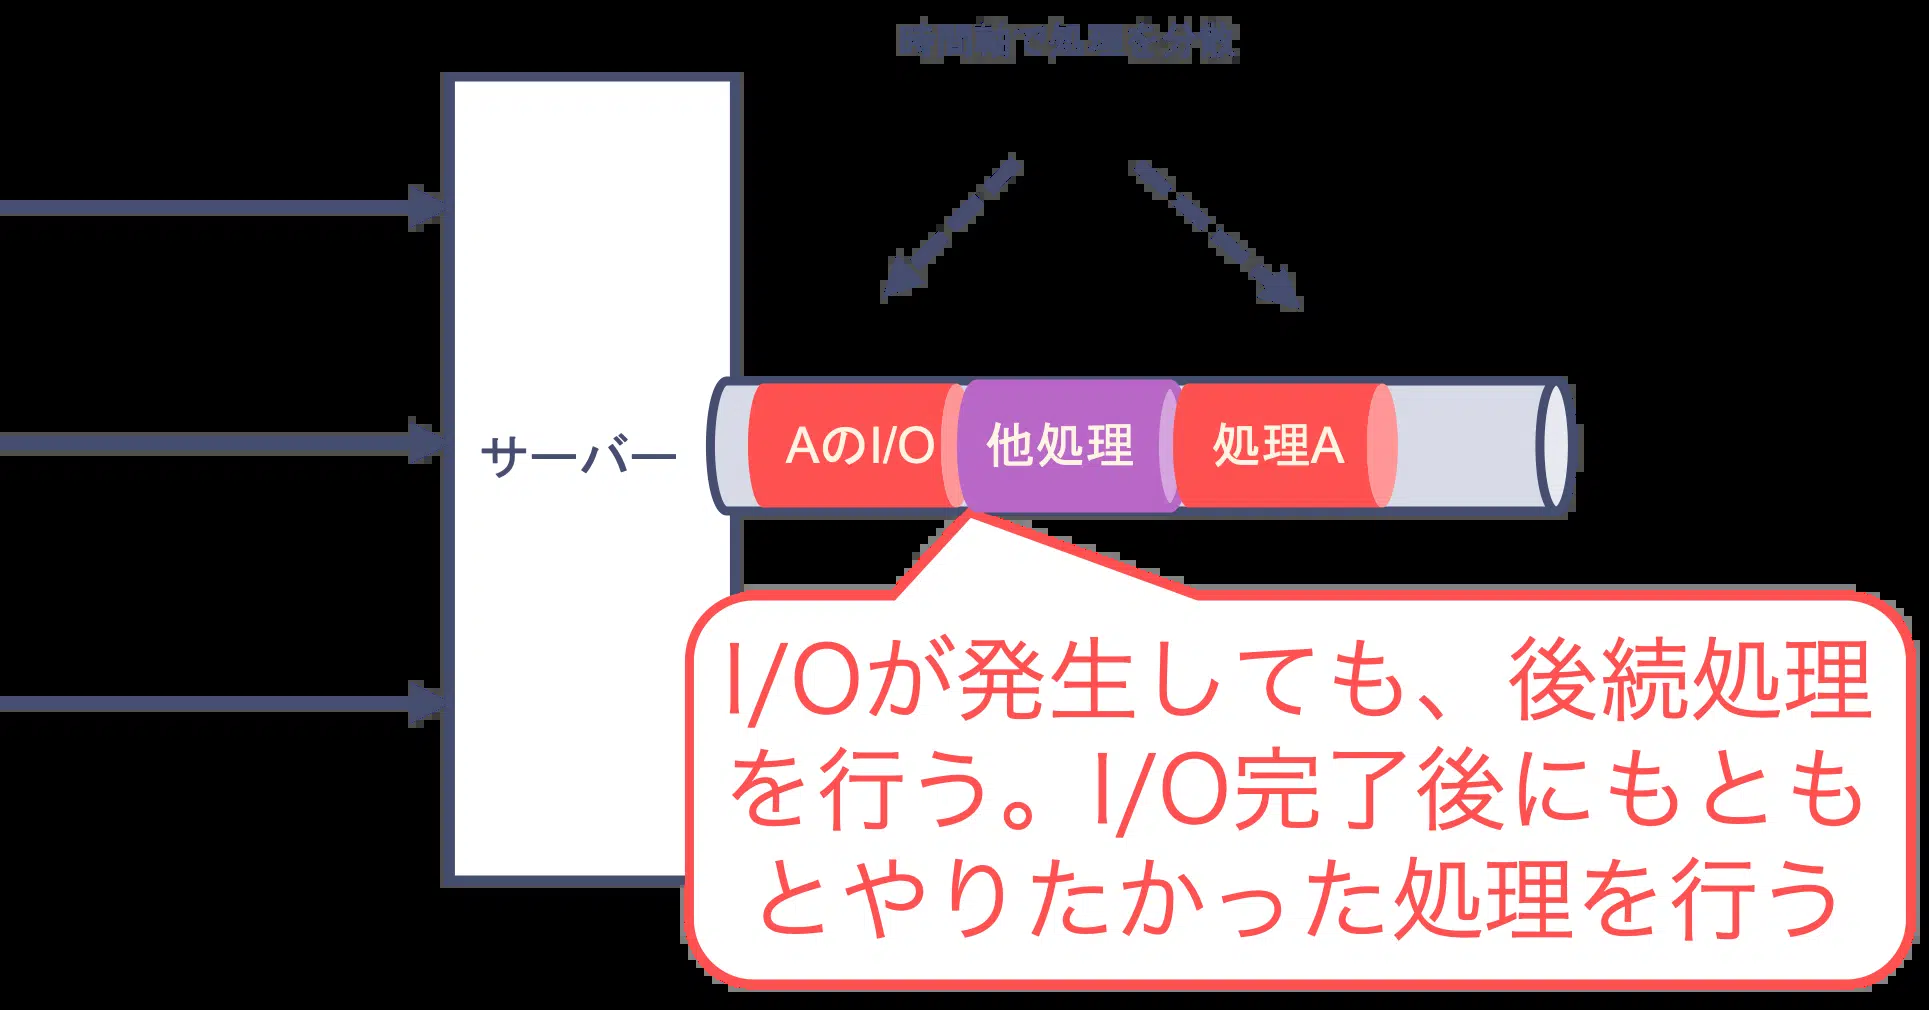 時間軸で処理を分散
サーバー
AのI/O
他処理
処理A
I/Oが発生しても、後続処理
を行う。I/O完了後にもとも
とやりたかった処理を行う